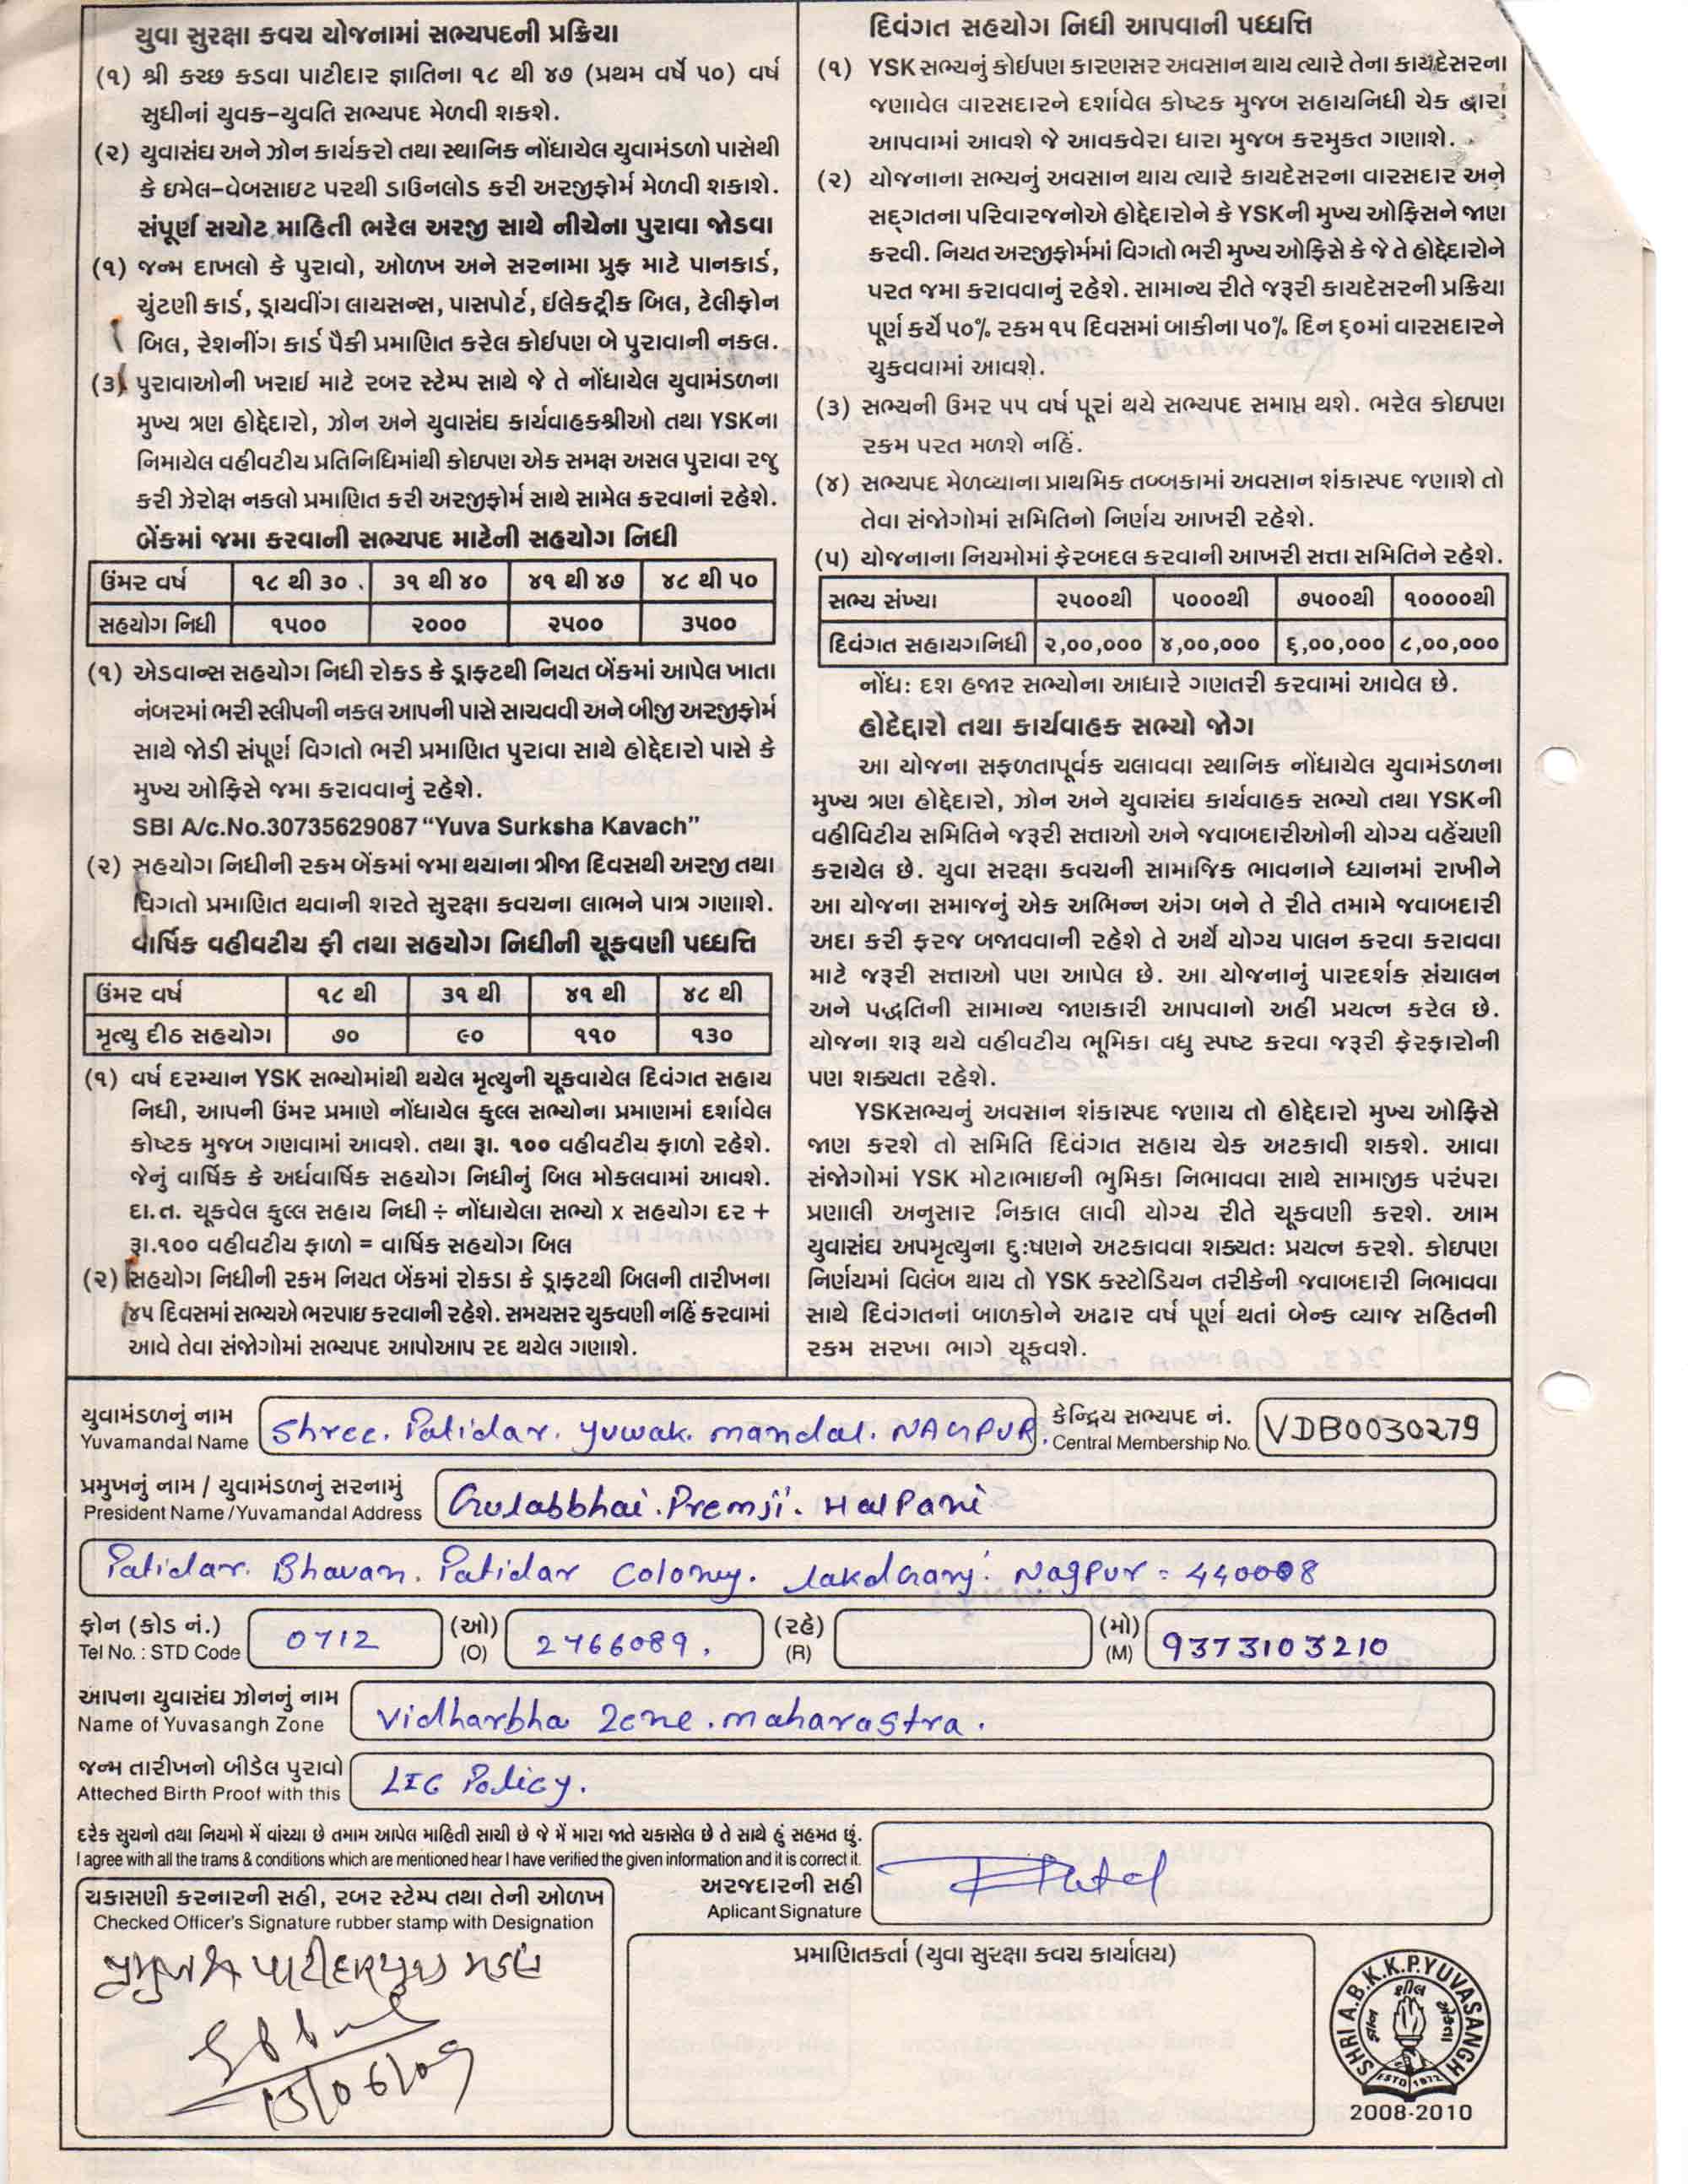 યુવા સુરક્ષા કવચ યોજનામાં સભ્યપદની પ્રક્રિયા
(૧) શ્રી કચ્છ કડવા પાટીદાર જ્ઞાતિના ૧૮ થી ૪૭ (પ્રથમ વર્ષે ૫૦) વર્ષ
સુધીનાં યુવક-યુવતિ સભ્યપદ મેળવી શકશે.
(૨) યુવાસંઘ અને ઝોન કાર્યકરો તથા સ્થાનિક નોંધાયેલ યુવામંડળો પાસેથી
કે ઇમેલ-વેબસાઇટ પરથી ડાઉનલોડ કરી અરજીફોર્મ મેળવી શકાશે.
સંપૂર્ણ સચોટ માહિતી ભરેલ અરજી સાથે નીચેના પુરાવા જોડવા
(૧) જન્મ દાખલો કે પુરાવો, ઓળખ અને સરનામા પ્રુફ માટે પાનકાર્ડ,
ચુંટણી કાર્ડ, ડ્રાયવીંગ લાયસન્સ, પાસપોર્ટ, ઈલેક્ટ્રીક બિલ, ટેલીફોન
બિલ, રેશનીંગ કાર્ડ પૈકી પ્રમાણિત કરેલ કોઈપણ બે પુરાવાની નકલ.
(૩) પુરાવાઓની ખરાઇ માટે રબર સ્ટેમ્પ સાથે જે તે નોંધાયેલ યુવામંડળના
મુખ્ય ત્રણ હોદ્દેદારો, ઝોન અને યુવાસંઘ કાર્યવાહકશ્રીઓ તથા YSKના
નિમાયેલ વહીવટીય પ્રતિનિધિમાંથી કોઇપણ એક સમક્ષ અસલ પુરાવા રજુ
કરી ઝેરોક્ષ નકલો પ્રમાણિત કરી અરજીફોર્મ સાથે સામેલ કરવાનાં રહેશે.
બેંકમાં જમા કરવાની સભ્યપદ માટેની સહયોગ નિધી
ઉંમર વર્ષ ૧૮ થી ૩૦ . ૩૧ થી ૪૦ ૪૧ થી ૪૭ ૪૮ થી ૫૦
સહયોગ નિધી ૧૫૦૦ ૨૦૦૦ ૨૫૦૦ ૩૫૦૦
(૧) એડવાન્સ સહયોગ નિધી રોકડ કે ડ્રાફ્ટથી નિયત બેંકમાં આપેલ ખાતા
નંબરમાં ભરી સ્લીપની નકલ આપની પાસે સાચવવી અને બીજી અરજીફોર્મ
સાથે જોડી સંપૂર્ણ વિગતો ભરી પ્રમાણિત પુરાવા સાથે હોદ્દેદારો પાસે કે
મુખ્ય ઓફિસે જમા કરાવવાનું રહેશે.
SBI A/c.No.30735629087 “Yuva Surksha Kavach”
(૨) સહયોગ નિધીની રકમ બેંકમાં જમા થયાના ત્રીજા દિવસથી અરજી તથા
વિગતો પ્રમાણિત થવાની શરતે સુરક્ષા કવચના લાભને પાત્ર ગણાશે.
વાર્ષિક વહીવટીય ફી તથા સહયોગ નિધીની ચૂકવણી પધ્ધત્તિ
ઉંમર વર્ષ ૧૮ થી ૩૧ થી ૪૧ થી ૪૮ થી
મૃત્યુ દીઠ સહયોગ ૭૦ ૯૦ ૧૧૦ ૧૩૦
(૧) વર્ષ દરમ્યાન YSK સભ્યોમાંથી થયેલ મૃત્યુની ચૂકવાયેલ દિવંગત સહાય
નિધી, આપની ઉંમર પ્રમાણે નોંધાયેલ કુલ્લ સભ્યોના પ્રમાણમાં દર્શાવેલ
કોષ્ટક મુજબ ગણવામાં આવશે. તથા રૂા. ૧૦૦ વહીવટીય ફાળો રહેશે.
જેનું વાર્ષિક કે અર્ધવાર્ષિક સહયોગ નિધીનું બિલ મોકલવામાં આવશે.
દા.ત. ચૂકવેલ કુલ્લ સહાય નિધી ÷ નોંધાયેલા સભ્યો x સહયોગ દર +
રૂા.૧૦૦ વહીવટીય ફાળો = વાર્ષિક સહયોગ બિલ
(૨) સહયોગ નિધીની રકમ નિયત બેંકમાં રોકડા કે ડ્રાફ્ટથી બિલની તારીખના
૪૫ દિવસમાં સભ્યએ ભરપાઇ કરવાની રહેશે. સમયસર ચુકવણી નહિં કરવામાં
આવે તેવા સંજોગોમાં સભ્યપદ આપોઆપ રદ થયેલ ગણાશે.
દિવંગત સહયોગ નિધી આપવાની પધ્ધત્તિ
(૧) YSK સભ્યનું કોઈપણ કારણસર અવસાન થાય ત્યારે તેના કાયદેસરના
જણાવેલ વારસદારને દર્શાવેલ કોષ્ટક મુજબ સહાયનિધી ચેક દ્વારા
આપવામાં આવશે જે આવકવેરા ધારા મુજબ કરમુક્ત ગણાશે.
(૨) યોજનાના સભ્યનું અવસાન થાય ત્યારે કાયદેસરના વારસદાર અને
સદ્ગતના પરિવારજનોએ હોદ્દેદારોને કે YSKની મુખ્ય ઓફિસને જાણ
કરવી. નિયત અરજીફોર્મમાં વિગતો ભરી મુખ્ય ઓફિસે કે જે તે હોદ્દેદારોને
પરત જમા કરાવવાનું રહેશે. સામાન્ય રીતે જરૂરી કાયદેસરની પ્રક્રિયા
પૂર્ણ કર્યે ૫૦% રકમ ૧૫ દિવસમાં બાકીના ૫૦% દિન ૬૦માં વારસદારને
ચુકવવામાં આવશે.
(૩) સભ્યની ઉમર ૫૫ વર્ષ પૂરાં થયે સભ્યપદ સમાપ્ત થશે. ભરેલ કોઇપણ
રકમ પરત મળશે નહિં.
(૪) સભ્યપદ મેળવ્યાના પ્રાથમિક તબ્બકામાં અવસાન શંકાસ્પદ જણાશે તો
તેવા સંજોગોમાં સમિતિનો નિર્ણય આખરી રહેશે.
(૫) યોજનાના નિયમોમાં ફેરબદલ કરવાની આખરી સત્તા સમિતિને રહેશે.
સભ્ય સંખ્યા ૨૫૦૦થી ૫૦૦૦થી ૭૫૦૦થી ૧૦૦૦૦થી
દિવંગત સહાયગનિધી ૨,૦૦,૦૦૦ ૪,૦૦,૦૦૦ ૬,૦૦,૦૦૦ ૮,૦૦,૦૦૦
નોંધઃ દશ હજાર સભ્યોના આધારે ગણતરી કરવામાં આવેલ છે.
હોદેદ્દારો તથા કાર્યવાહક સભ્યો જોગ
આ યોજના સફળતાપૂર્વક ચલાવવા સ્થાનિક નોંધાયેલ યુવામંડળના
મુખ્ય ત્રણ હોદ્દેદારો, ઝોન અને યુવાસંઘ કાર્યવાહક સભ્યો તથા YSKની
વહીવિટીય સમિતિને જરૂરી સત્તાઓ અને જવાબદારીઓની યોગ્ય વહેંચણી
કરાયેલ છે. યુવા સરક્ષા કવચની સામાજિક ભાવનાને ધ્યાનમાં રાખીને
આ યોજના સમાજનું એક અભિન્ન અંગ બને તે રીતે તમામે જવાબદારી
અદા કરી ફરજ બજાવવાની રહેશે તે અર્થે યોગ્ય પાલન કરવા કરાવવા
માટે જરૂરી સત્તાઓ પણ આપેલ છે. આ યોજનાનું પારદર્શક સંચાલન
અને પદ્ધતિની સામાન્ય જાણકારી આપવાનો અહી પ્રયત્ન કરેલ છે.
યોજના શરૂ થયે વહીવટીય ભૂમિકા વધુ સ્પષ્ટ કરવા જરૂરી ફેરફારોની
પણ શક્યતા રહેશે.
YSKસભ્યનું અવસાન શંકાસ્પદ જણાય તો હોદ્દેદારો મુખ્ય ઓફિસે
જાણ કરશે તો સમિતિ દિવંગત સહાય ચેક અટકાવી શકશે. આવા
સંજોગોમાં YSK મોટાભાઇની ભુમિકા નિભાવવા સાથે સામાજીક પરંપરા
પ્રણાલી અનુસાર નિકાલ લાવી યોગ્ય રીતે ચૂકવણી કરશે. આમ
યુવાસંઘ અપમૃત્યુના દુઃષણને અટકાવવા શક્યતઃ પ્રયત્ન કરશે. કોઇપણ
નિર્ણયમાં વિલંબ થાય તો YSK કસ્ટોડિયન તરીકેની જવાબદારી નિભાવવા
સાથે દિવંગતનાં બાળકોને અઢાર વર્ષ પૂર્ણ થતાં બેન્ક વ્યાજ સહિતની
રકમ સરખા ભાગે ચૂકવશે.
યુવામંડળનું નામ
Yuvamandal Name Shree. Patidar. Yuwak. mandal. NAGPUR.
કેન્દ્રિય સભ્યપદ નં.
Central Membership No. VDB0030279
પ્રમુખનું નામ / યુવામંડળનું સરનામું
President Name/Yuvamandal Address Gulabbhai. Premji. Halpani
Patidar. Bhavan. Patidar Colony. Lakdganj. Nagpur = 440008
ફોન (કોડ નં.) (ઓ) (રહે) (મો)
Tel No. : STD Code 0712 (O) 2766089. (R) (M) 9373103210
આપના યુવાસંઘ ઝોનનું નામ
Name of Yuvasangh Zone Vidharbha Zone. maharastra.
જન્મ તારીખનો બીડેલ પુરાવો
Atteched Birth Proof with this LIC Policy.
દરેક સુચનો તથા નિયમો મેં વાંચ્યા છે તમામ આપેલ માહિતી સાચી છે જે મેં મારા જાતે ચકાસેલ છે તે સાથે હું સહમત છું.
I agree with all the trams & conditions which are mentioned hear I have verified the given information and it is correct it.
અરજદારની સહી
Aplicant Signature
ચકાસણી કરનારની સહી, રબર સ્ટેમ્પ તથા તેની ઓળખ
Checked Officer's Signature rubber stamp with Designation
15/06/09
પ્રમાણિતકર્તા (યુવા સુરક્ષા કવચ કાર્યાલય)
SHRI A.B.K.K.P.YUVASANGH
ESTD 1972
2008-2010